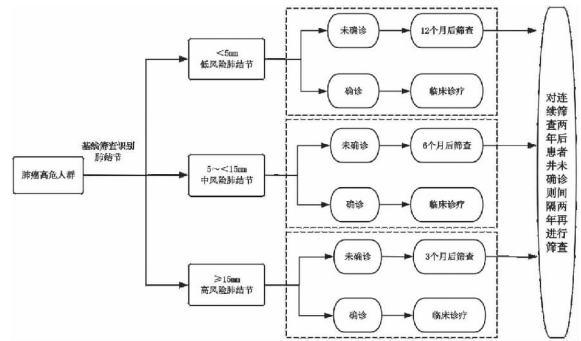 <5mm
低风险肺结节
未确诊
12个月后筛查
确诊
临床诊疗
肺癌高危人群
基线筛查识别
肺结节
5～<15mm
中风险肺结节
未确诊
6个月后筛查
确诊
临床诊疗
≥15mm
高风险肺结节
未确诊
3个月后筛查
确诊
临床诊疗
对连续筛查两年后患者并未确诊则间隔两年再进行筛查